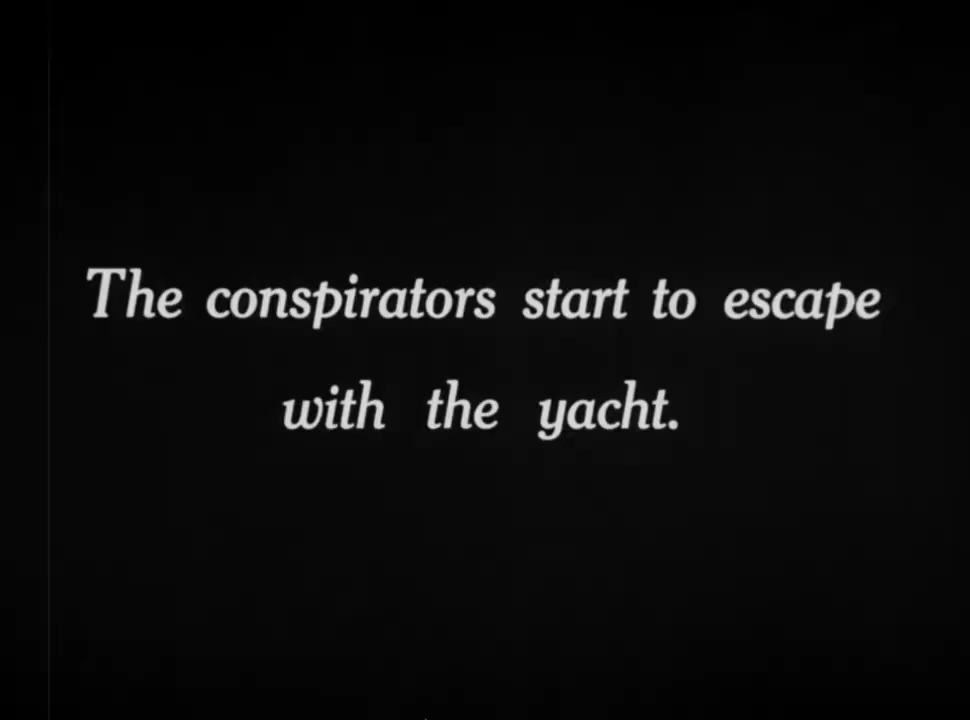 The conspirators start to escape
with the yacht.